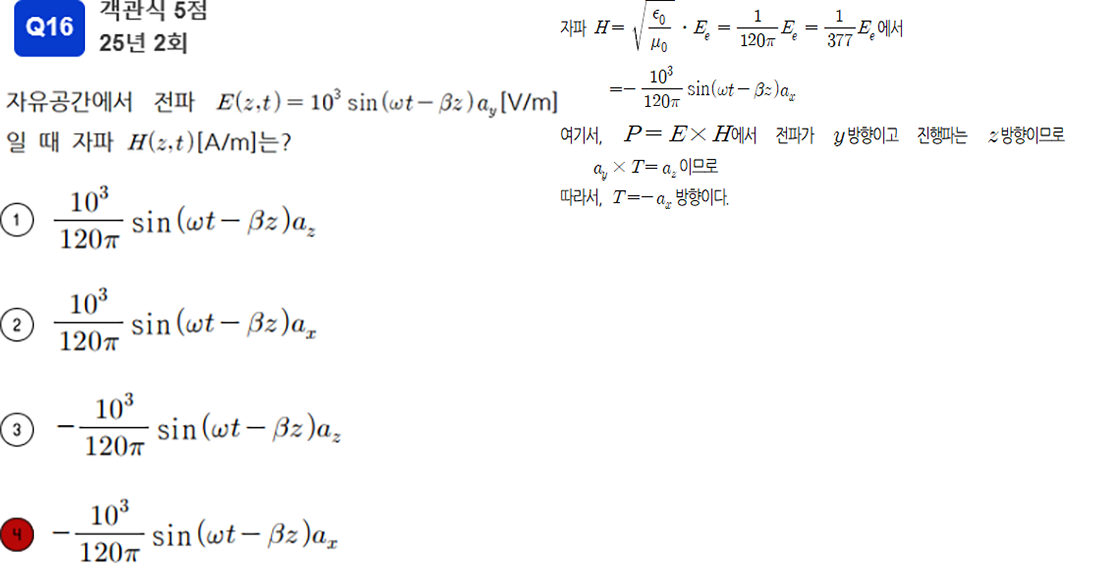 Q16
객관식 5점
25년 2회
자유공간에서 전파 E(z,t) = 10³ sin(ωt − βz) a_y [V/m]
일 때 자파 H(z,t)[A/m]는?
① 10³/120π sin(ωt − βz)a_z
② 10³/120π sin(ωt − βz)a_x
③ −10³/120π sin(ωt − βz)a_z
4 −10³/120π sin(ωt − βz)a_x
자파 H = √(ϵ₀/μ₀) · E_e = 1/120π E_e = 1/377 E_e 에서
=− 10³/120π sin(ωt − βz)a_x
여기서, P = E × H에서 전파가 y 방향이고 진행파는 z 방향이므로
a_y × T = a_z 이므로
따라서, T = − a_x 방향이다.